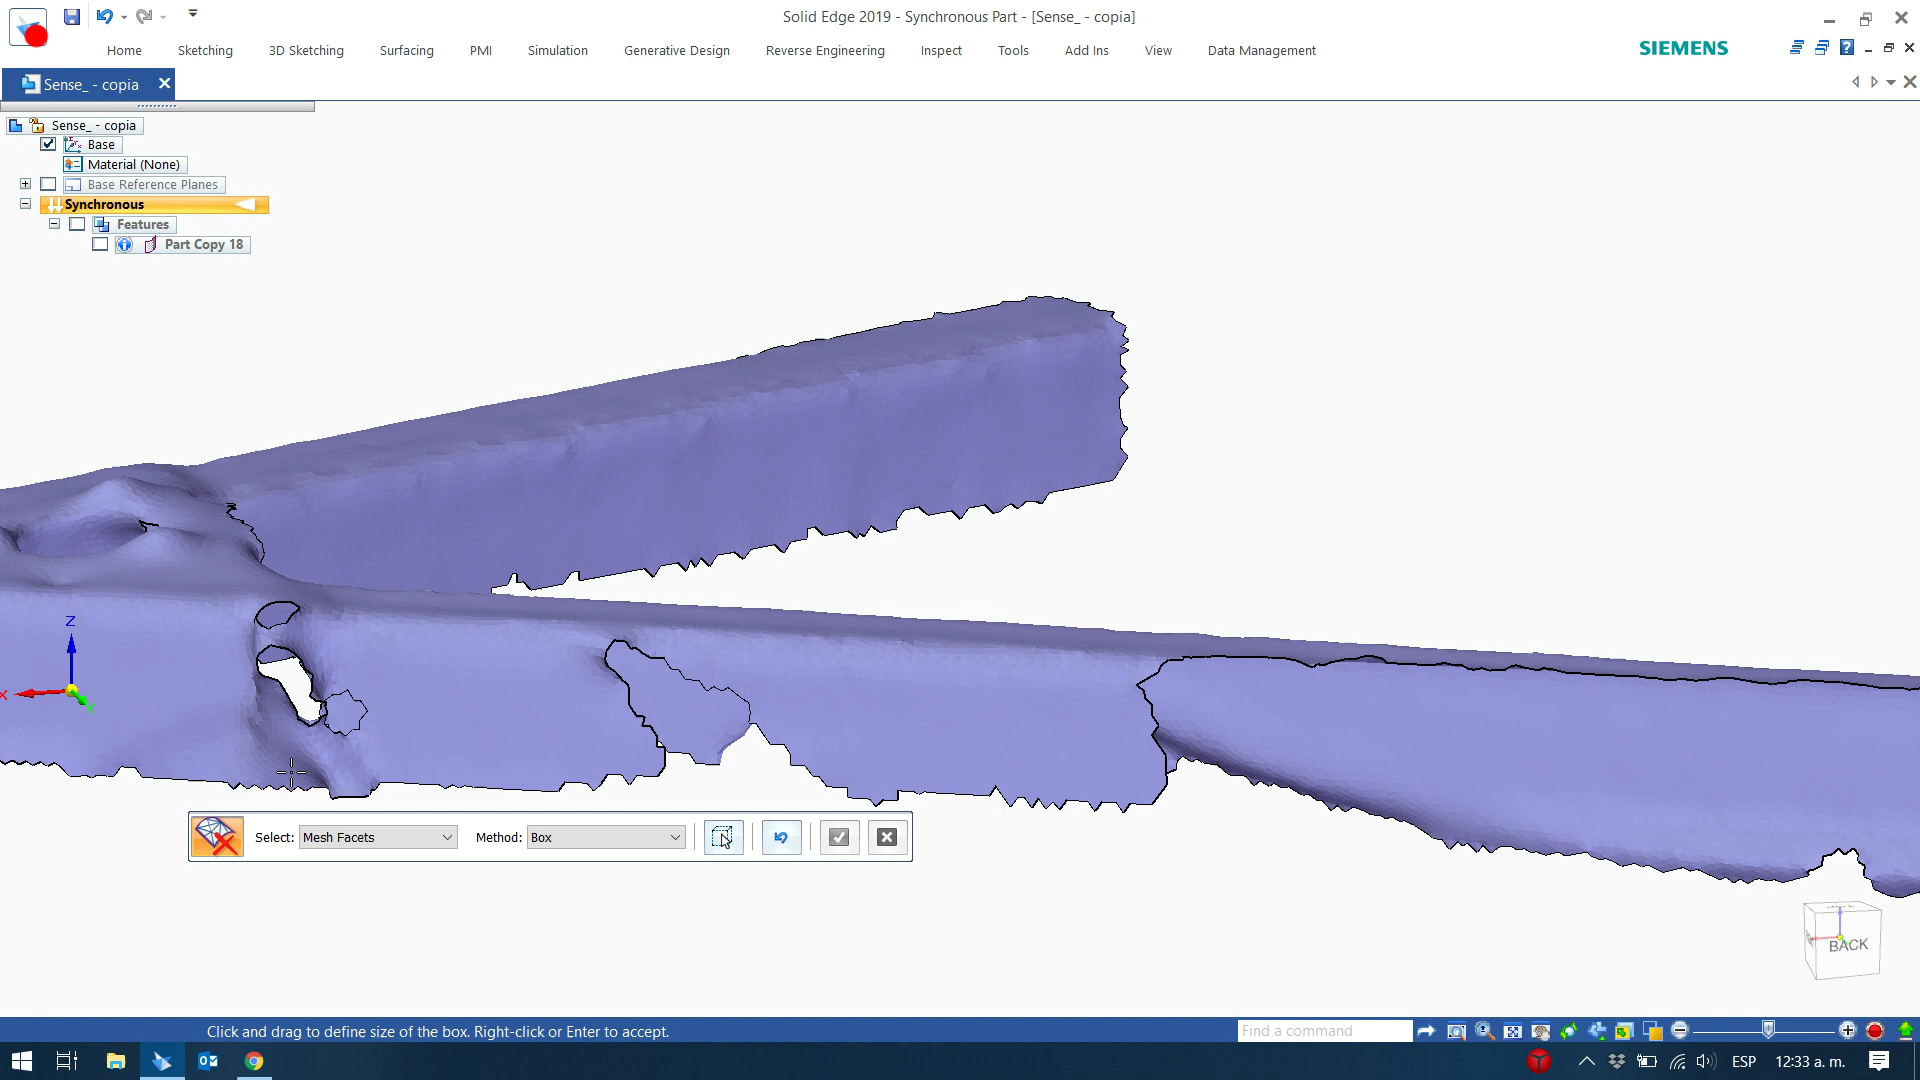 Solid Edge 2019 - Synchronous Part - [Sense_ - copia]
Home Sketching 3D Sketching Surfacing PMI Simulation Generative Design Reverse Engineering Inspect Tools Add Ins View Data Management
SIEMENS
Sense_ - copia
Sense_ - copia
Base
Material (None)
Base Reference Planes
Synchronous
Features
Part Copy 18
Z
X
Select: Mesh Facets Method: Box
BACK
Click and drag to define size of the box. Right-click or Enter to accept.
Find a command
ESP 12:33 a. m.